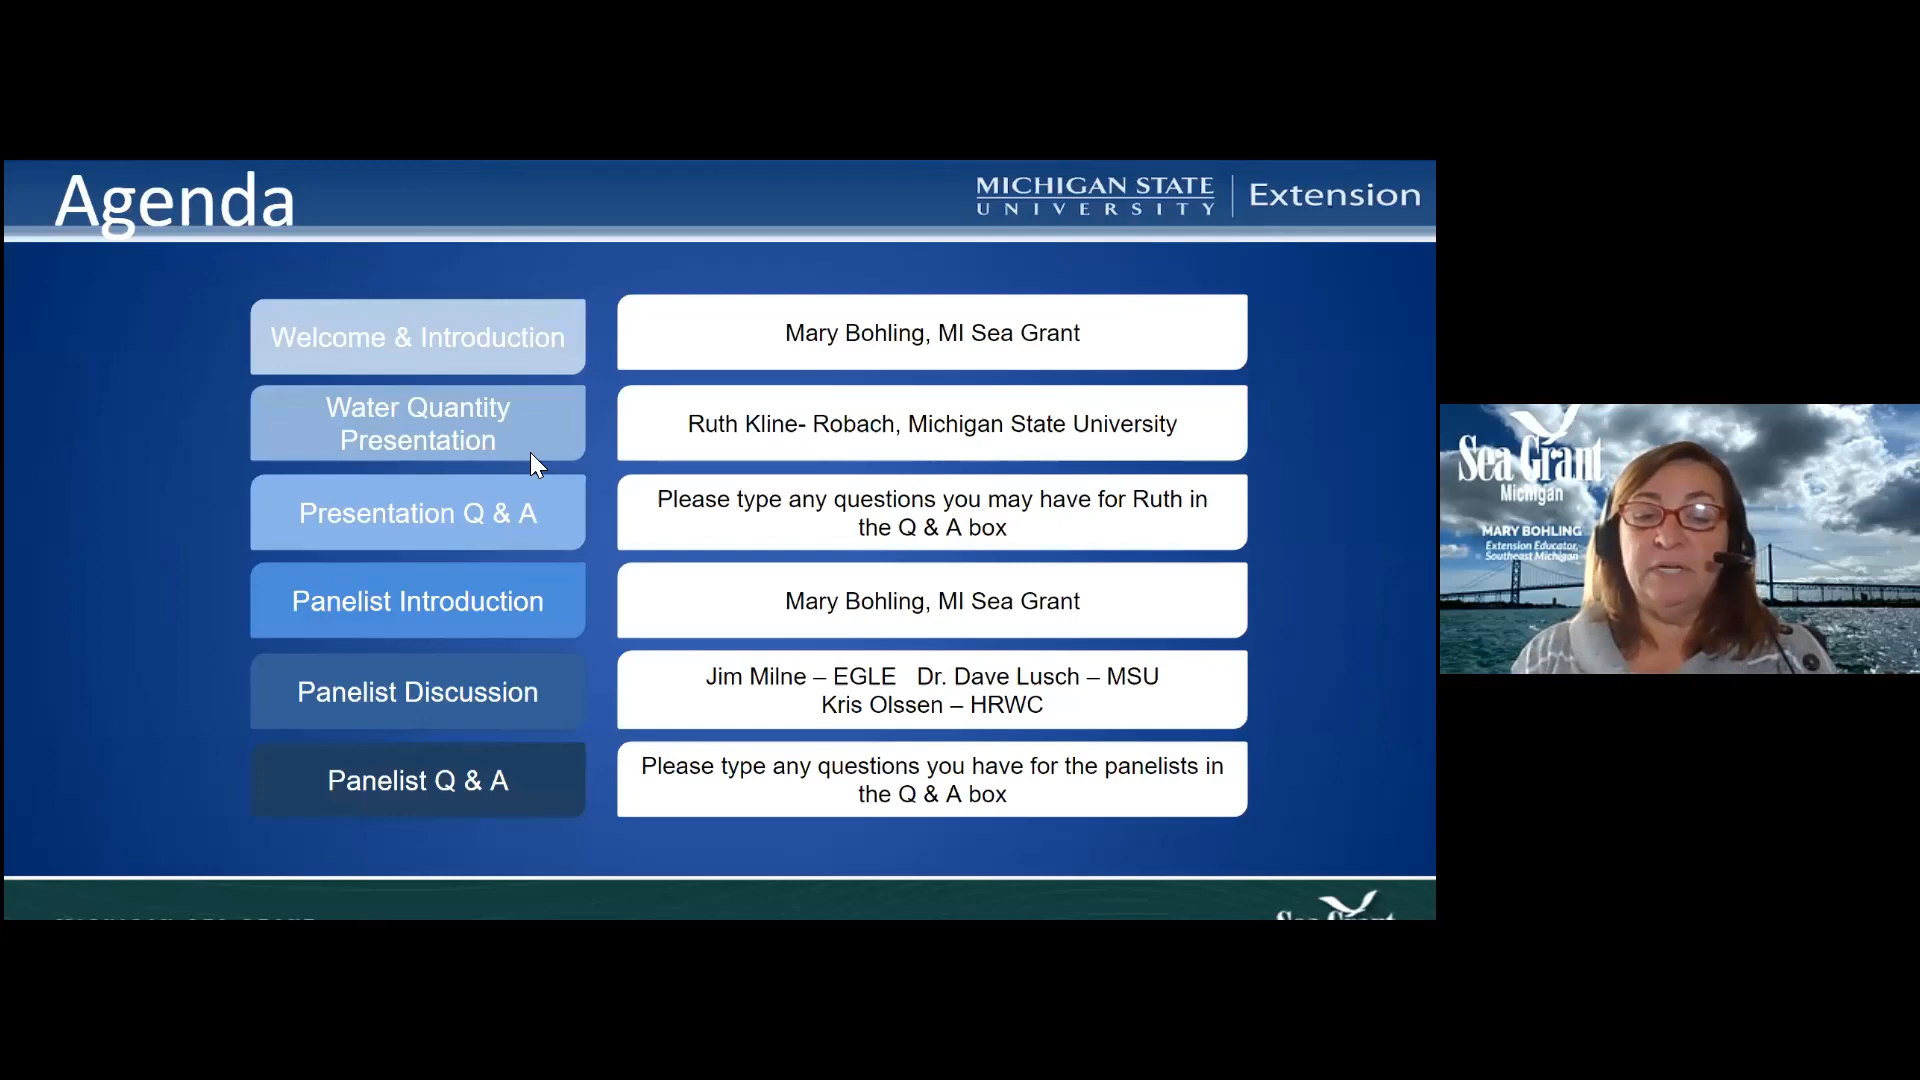 Agenda
MICHIGAN STATE
UNIVERSITY
Extension
Welcome & Introduction
Mary Bohling, MI Sea Grant
Water Quantity
Presentation
Ruth Kline- Robach, Michigan State University
Presentation Q & A
Please type any questions you may have for Ruth in
the Q & A box
Panelist Introduction
Mary Bohling, MI Sea Grant
Panelist Discussion
Jim Milne – EGLE   Dr. Dave Lusch – MSU
Kris Olssen – HRWC
Panelist Q & A
Please type any questions you have for the panelists in
the Q & A box
Sea Grant
Sea Grant
Michigan
MARY BOHLING
Extension Educator,
Southeast Michigan